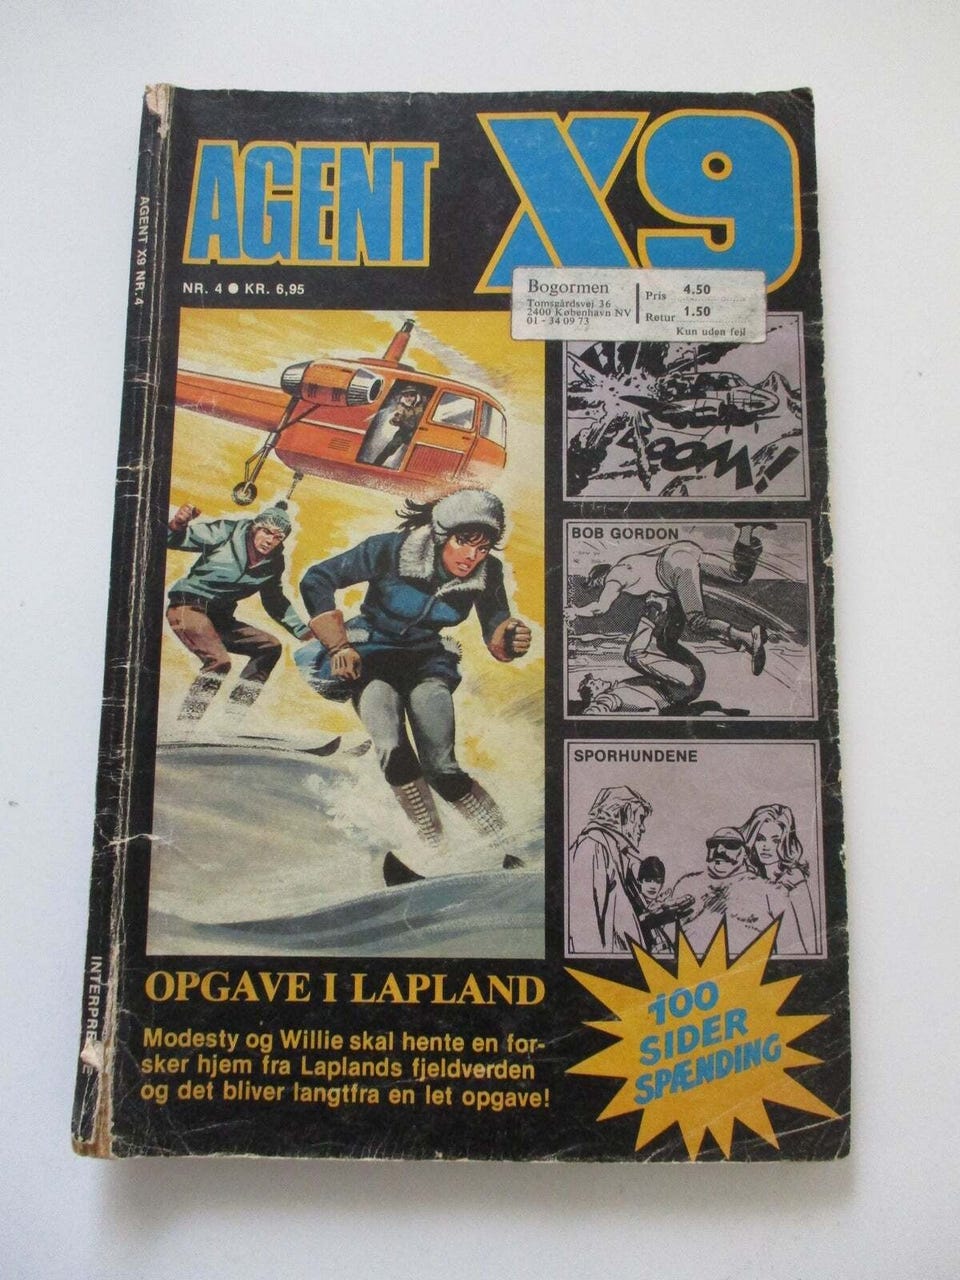 AGENT X9
NR. 4 ● KR. 6,95
Bogormen
Tomsgårdsvej 36
2400 København NV
01 - 34 09 73
Pris 4.50
Retur 1.50
Kun uden fejl
BOOM!
BOB GORDON
SPORHUNDENE
OPGAVE I LAPLAND
Modesty og Willie skal hente en for-
sker hjem fra Laplands fjeldverden
og det bliver langtfra en let opgave!
100
SIDER
SPÆNDING
AGENT X9 NR. 4